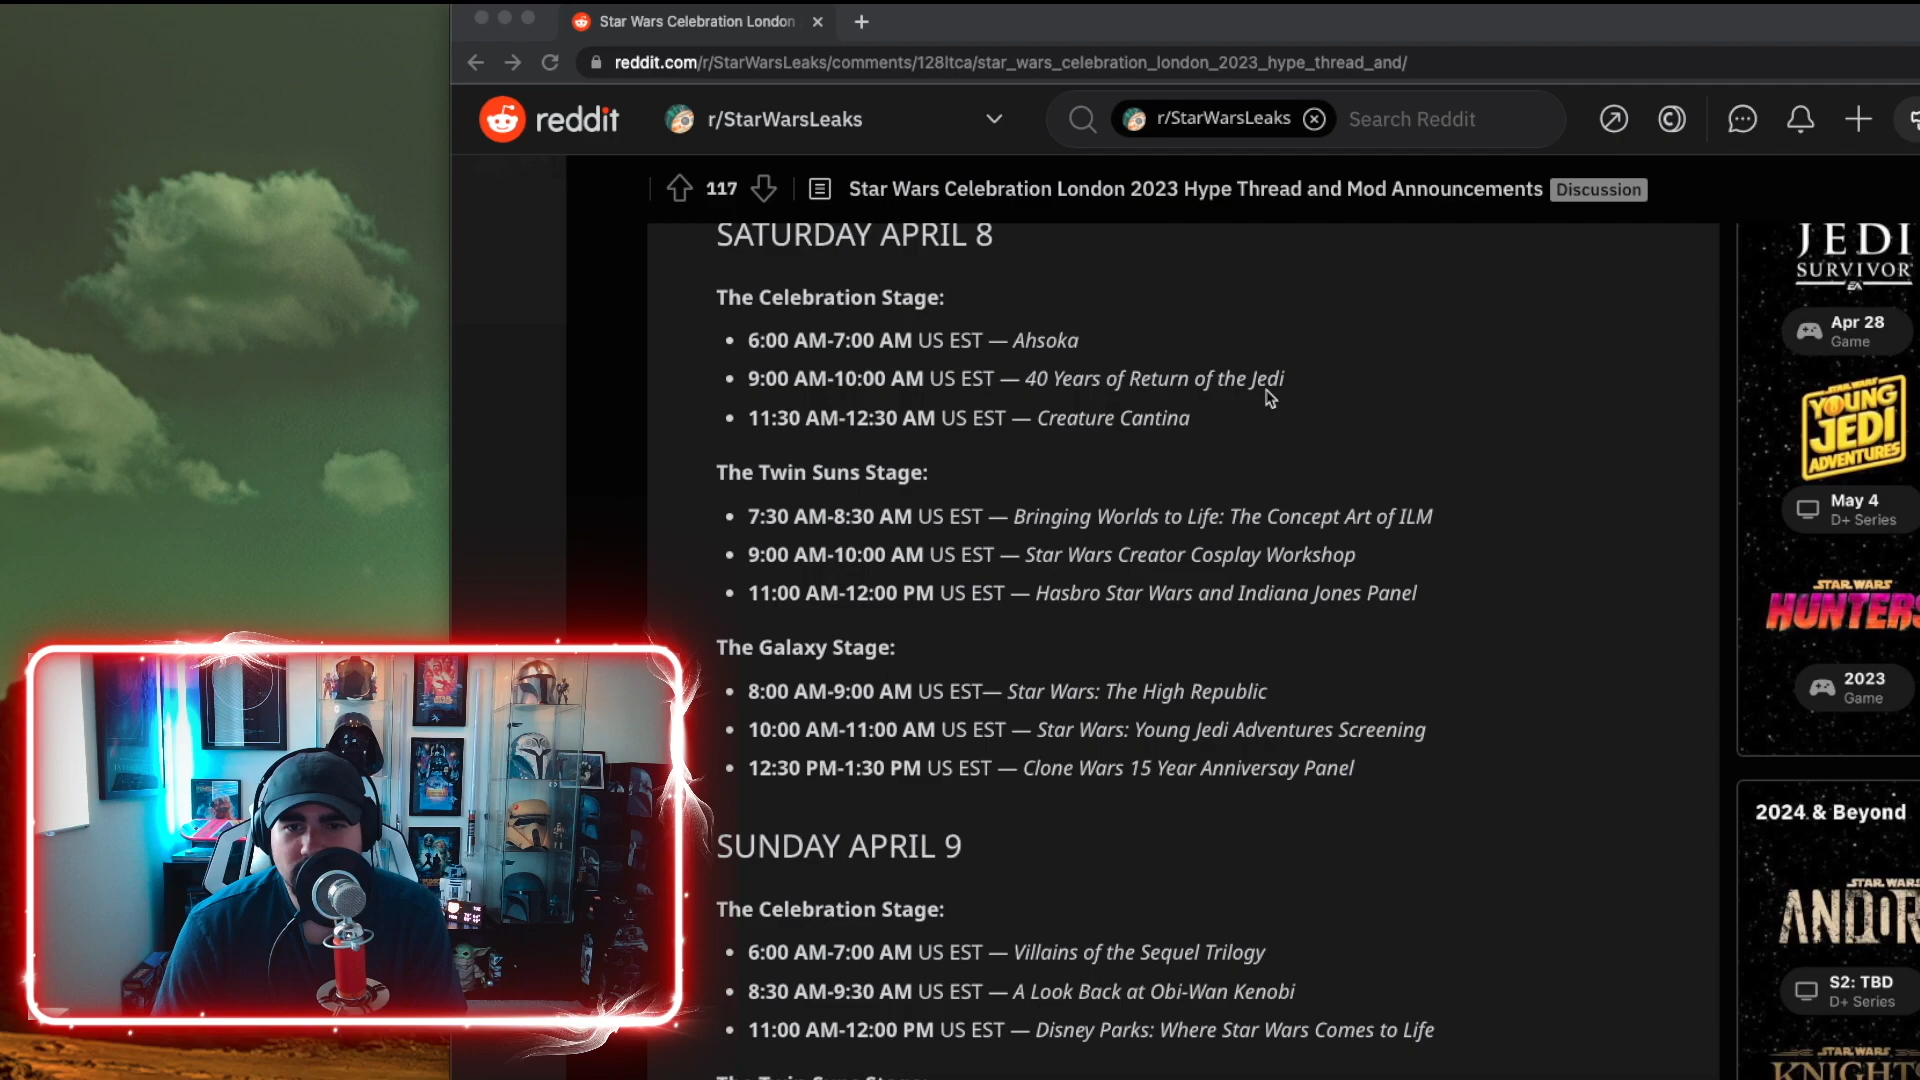 Star Wars Celebration London
reddit.com/r/StarWarsLeaks/comments/128ltca/star_wars_celebration_london_2023_hype_thread_and/
reddit
r/StarWarsLeaks
r/StarWarsLeaks
Search Reddit
117
Star Wars Celebration London 2023 Hype Thread and Mod Announcements
Discussion
SATURDAY APRIL 8
The Celebration Stage:
• 6:00 AM-7:00 AM US EST — Ahsoka
• 9:00 AM-10:00 AM US EST — 40 Years of Return of the Jedi
• 11:30 AM-12:30 AM US EST — Creature Cantina
The Twin Suns Stage:
• 7:30 AM-8:30 AM US EST — Bringing Worlds to Life: The Concept Art of ILM
• 9:00 AM-10:00 AM US EST — Star Wars Creator Cosplay Workshop
• 11:00 AM-12:00 PM US EST — Hasbro Star Wars and Indiana Jones Panel
The Galaxy Stage:
• 8:00 AM-9:00 AM US EST— Star Wars: The High Republic
• 10:00 AM-11:00 AM US EST — Star Wars: Young Jedi Adventures Screening
• 12:30 PM-1:30 PM US EST — Clone Wars 15 Year Anniversay Panel
SUNDAY APRIL 9
The Celebration Stage:
• 6:00 AM-7:00 AM US EST — Villains of the Sequel Trilogy
• 8:30 AM-9:30 AM US EST — A Look Back at Obi-Wan Kenobi
• 11:00 AM-12:00 PM US EST — Disney Parks: Where Star Wars Comes to Life
JEDI
SURVIVOR
EA
Apr 28
Game
STAR WARS
YOUNG
JEDI
ADVENTURES
May 4
D+ Series
STAR WARS
HUNTERS
2023
Game
2024 & Beyond
STAR WARS
ANDOR
S2: TBD
D+ Series
STAR WARS
KNIGHTS